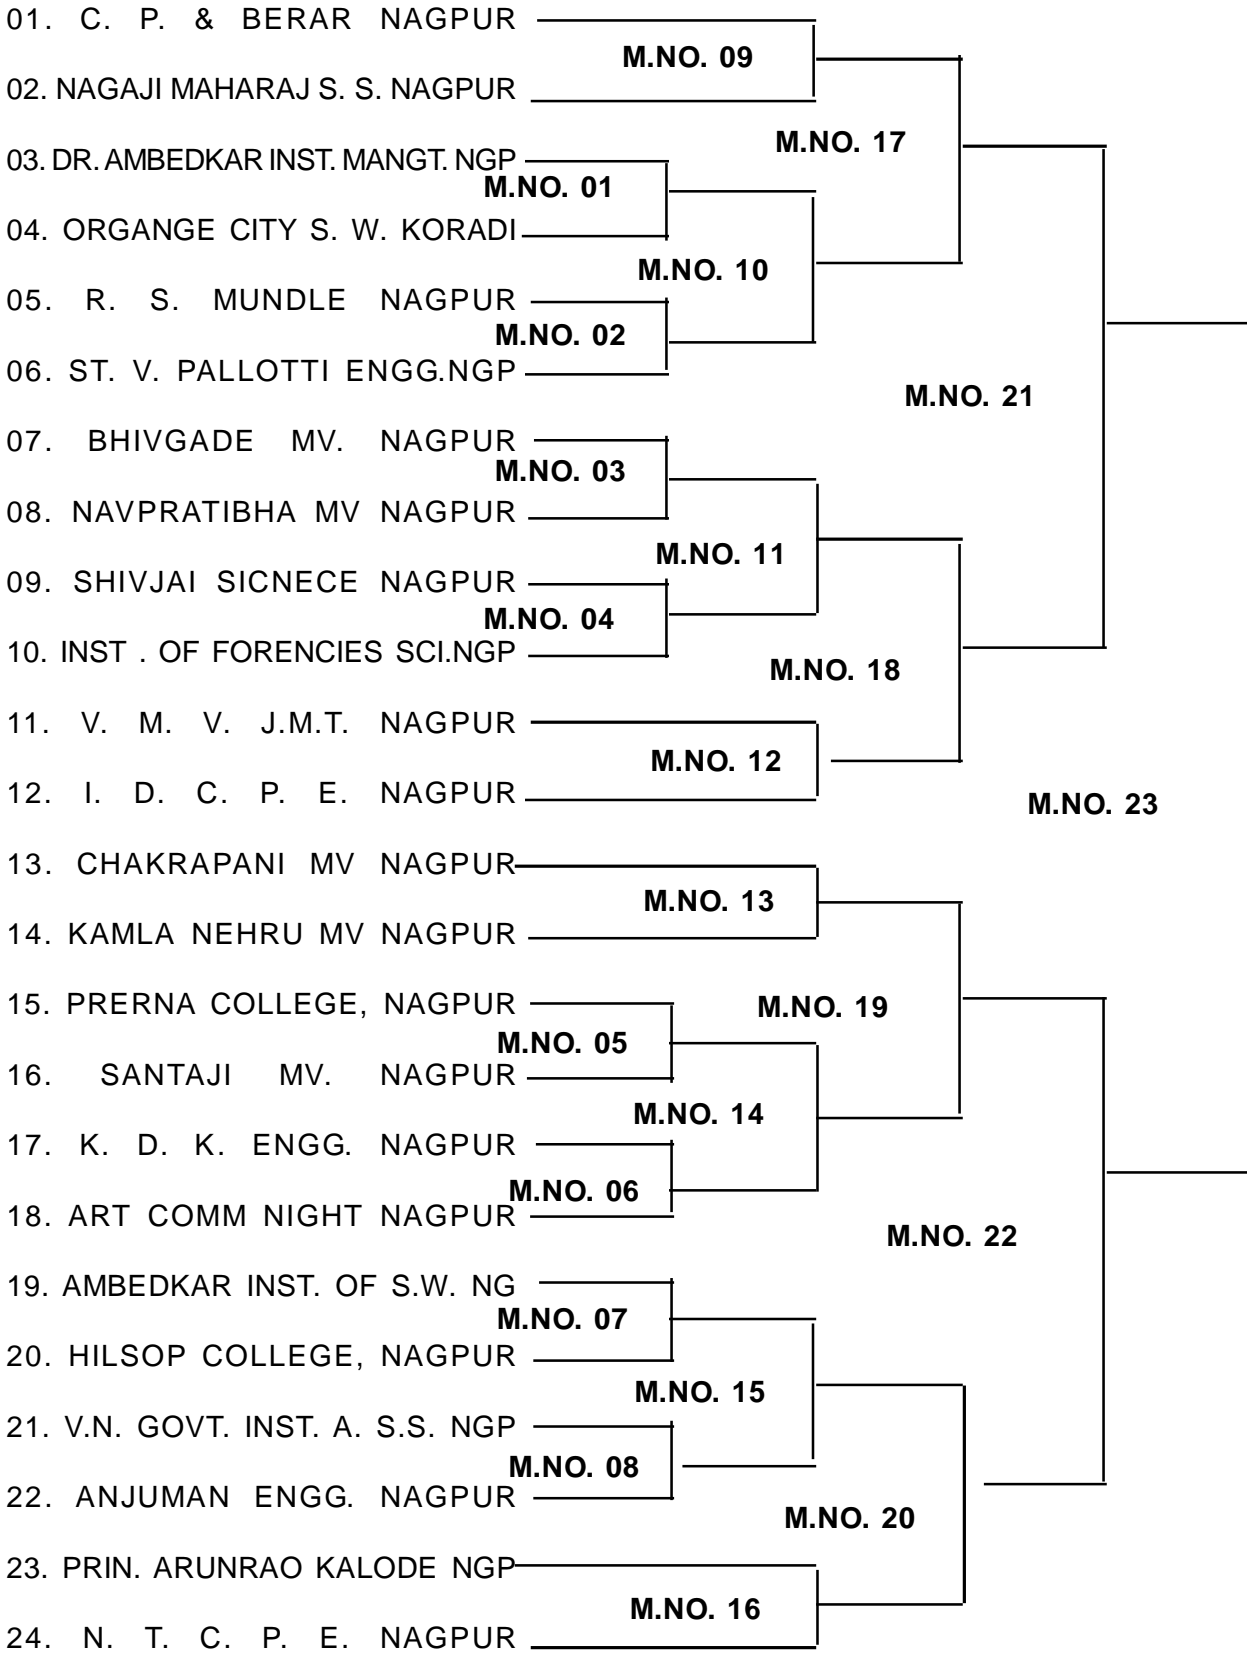 01. C. P. & BERAR NAGPUR
M.NO. 09
02. NAGAJI MAHARAJ S. S. NAGPUR
M.NO. 17
03. DR. AMBEDKAR INST. MANGT. NGP
M.NO. 01
04. ORGANGE CITY S. W. KORADI
M.NO. 10
05. R. S. MUNDLE NAGPUR
M.NO. 02
06. ST. V. PALLOTTI ENGG.NGP
M.NO. 21
07. BHIVGADE MV. NAGPUR
M.NO. 03
08. NAVPRATIBHA MV NAGPUR
M.NO. 11
09. SHIVJAI SICNECE NAGPUR
M.NO. 04
10. INST . OF FORENCIES SCI.NGP
M.NO. 18
11. V. M. V. J.M.T. NAGPUR
M.NO. 12
12. I. D. C. P. E. NAGPUR
M.NO. 23
13. CHAKRAPANI MV NAGPUR
M.NO. 13
14. KAMLA NEHRU MV NAGPUR
15. PRERNA COLLEGE, NAGPUR
M.NO. 19
M.NO. 05
16. SANTAJI MV. NAGPUR
M.NO. 14
17. K. D. K. ENGG. NAGPUR
M.NO. 06
18. ART COMM NIGHT NAGPUR
M.NO. 22
19. AMBEDKAR INST. OF S.W. NG
M.NO. 07
20. HILSOP COLLEGE, NAGPUR
M.NO. 15
21. V.N. GOVT. INST. A. S.S. NGP
M.NO. 08
22. ANJUMAN ENGG. NAGPUR
M.NO. 20
23. PRIN. ARUNRAO KALODE NGP
M.NO. 16
24. N. T. C. P. E. NAGPUR